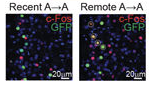 Recent A→A
Remote A→A
c-Fos
GFP
c-Fos
GFP
20μm
20μm